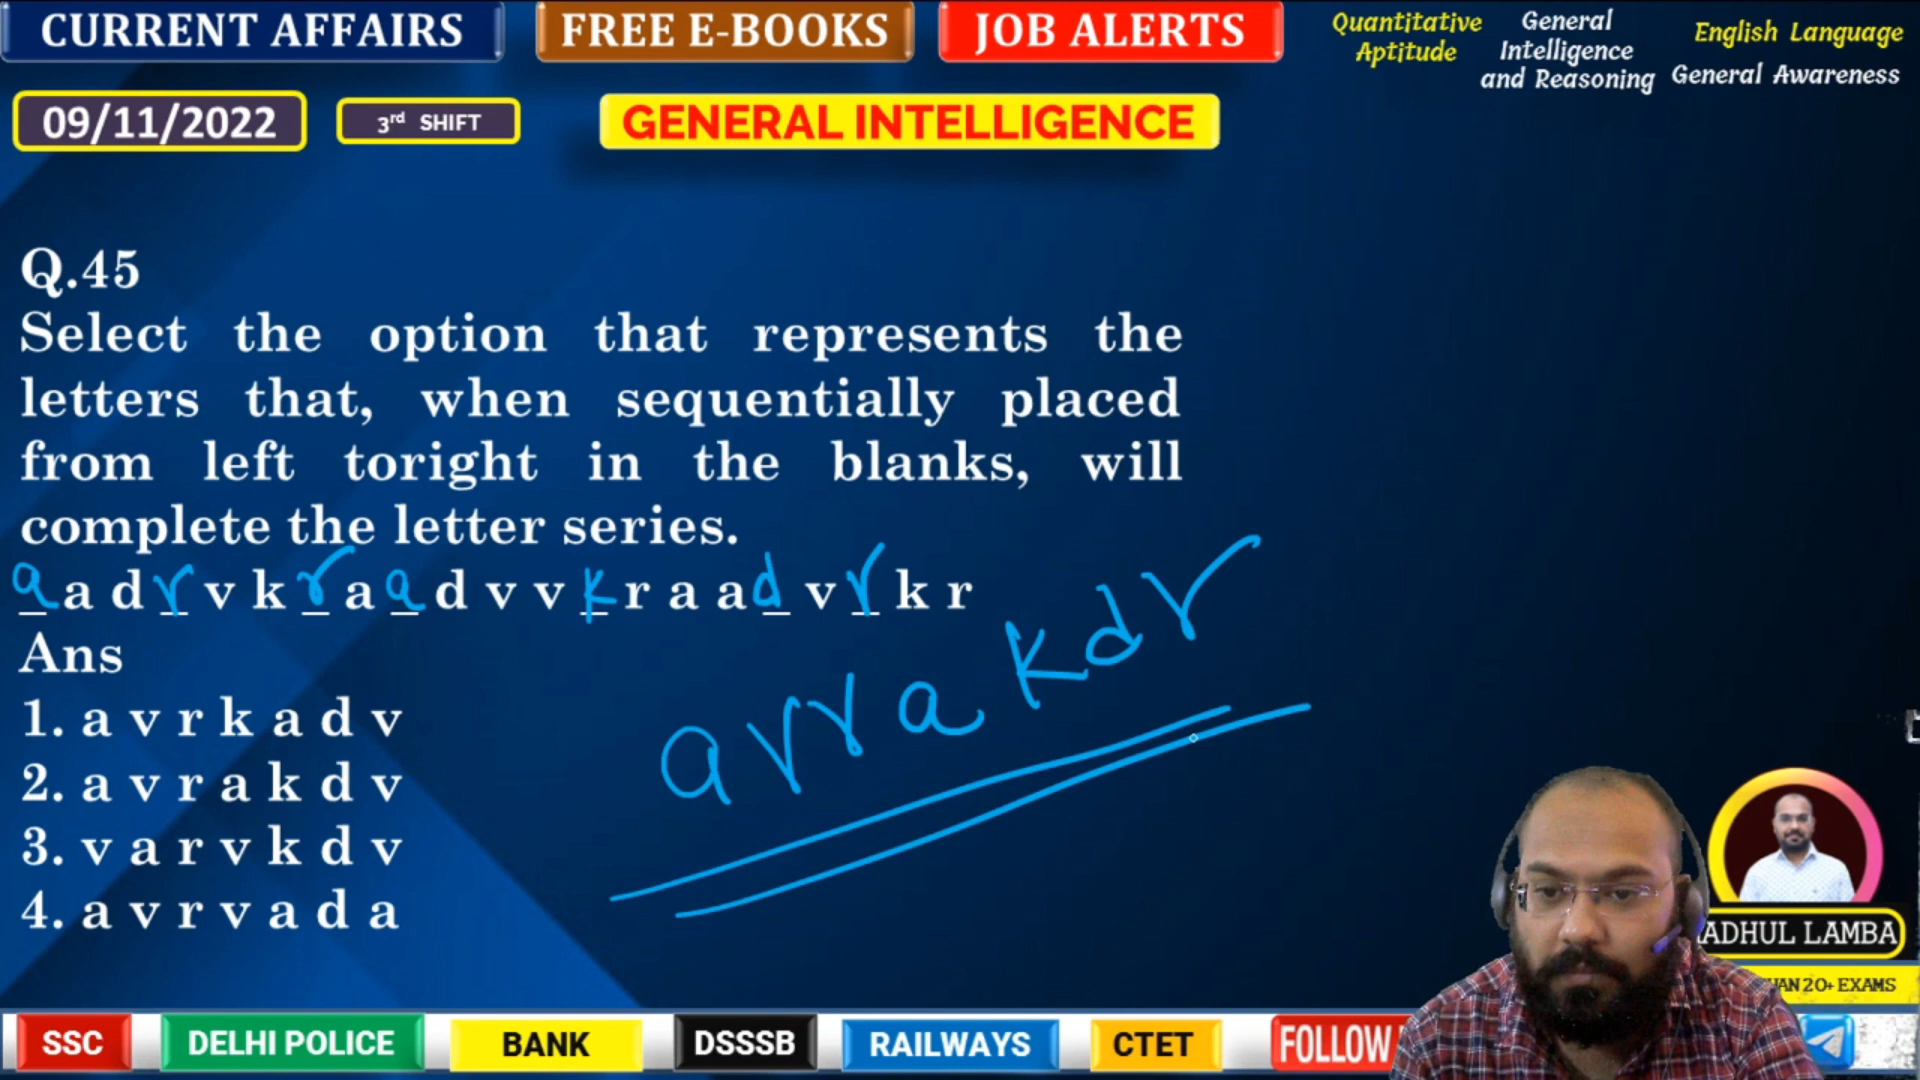 CURRENT AFFAIRS FREE E-BOOKS JOB ALERTS
Quantitative Aptitude
General Intelligence and Reasoning
English Language
General Awareness
09/11/2022 3rd SHIFT GENERAL INTELLIGENCE
Q.45
Select the option that represents the
letters that, when sequentially placed
from left toright in the blanks, will
complete the letter series.
a a d v v k r a a d v v k r a a d v v k r
Ans
1. a v r k a d v
2. a v r a k d v
3. v a r v k d v
4. a v r v a d a
a v r a k d v
ADHUL LAMBA
HAN 20+ EXAMS
SSC DELHI POLICE BANK DSSSB RAILWAYS CTET FOLLOW